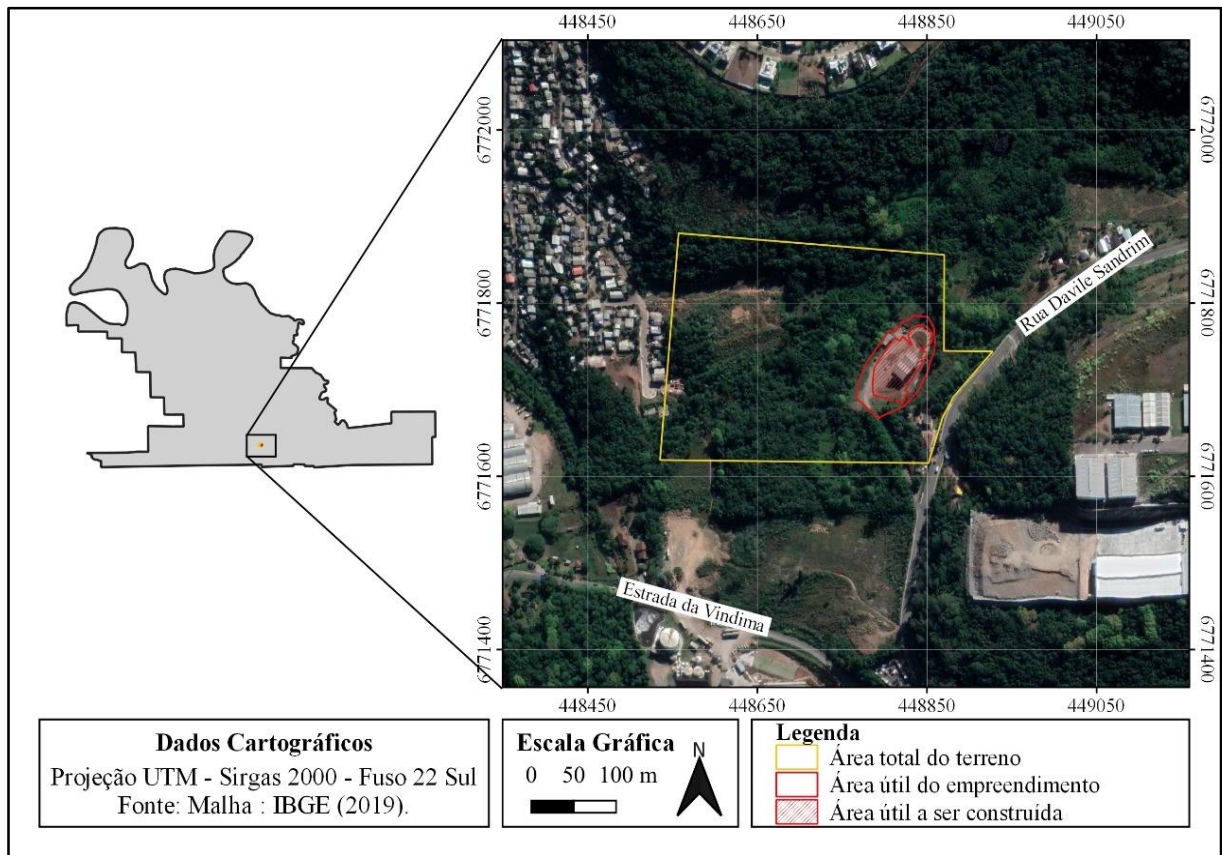 448450 448650 448850 449050
6772000 6772000
6771800 6771800
6771600 6771600
6771400 6771400
Rua Davile Sandrim
Estrada da Vindima
448450 448650 448850 449050
Dados Cartográficos
Projeção UTM - Sirgas 2000 - Fuso 22 Sul
Fonte: Malha : IBGE (2019).
Escala Gráfica
0 50 100 m
N
Legenda
Área total do terreno
Área útil do empreendimento
Área útil a ser construída